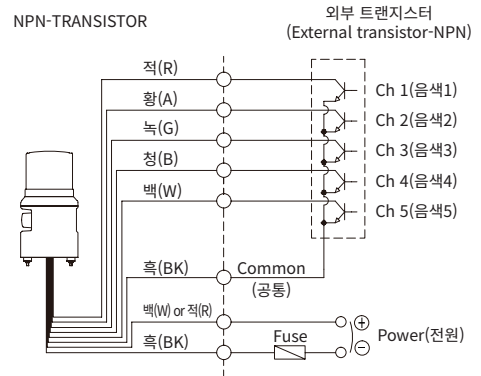 NPN-TRANSISTOR
외부 트랜지스터
(External transistor-NPN)
적(R)
Ch 1(음색1)
황(A)
Ch 2(음색2)
녹(G)
Ch 3(음색3)
청(B)
Ch 4(음색4)
백(W)
Ch 5(음색5)
흑(BK)
Common
(공통)
백(W) or 적(R)
Power(전원)
흑(BK)
Fuse